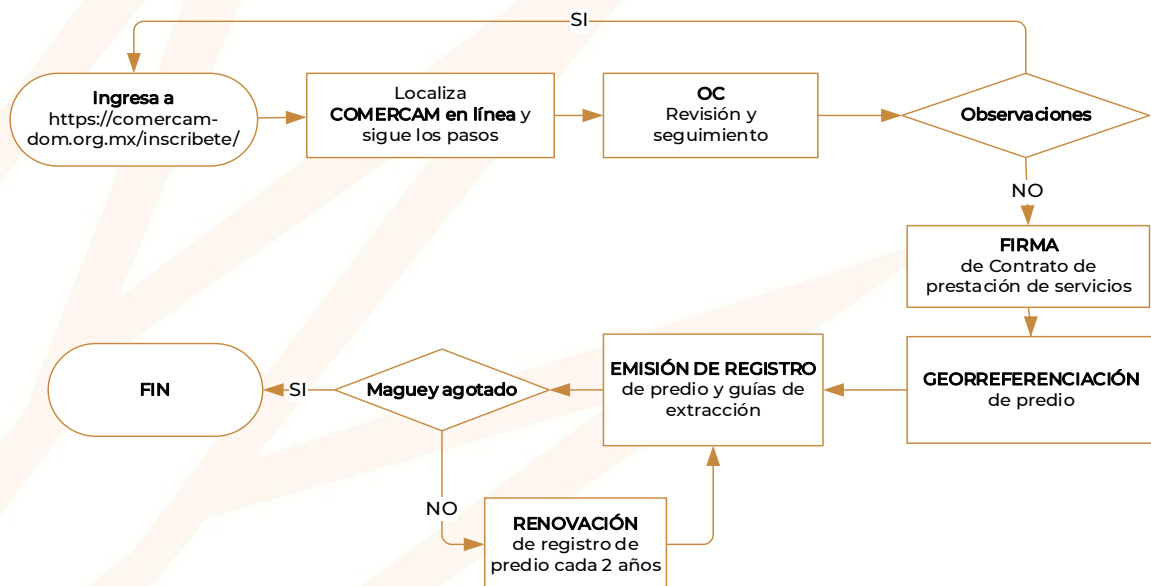 SI
Ingresa a
https://comercam-
dom.org.mx/inscribete/
Localiza
COMERCAM en línea y
sigue los pasos
OC
Revisión y
seguimiento
Observaciones
NO
FIRMA
de Contrato de
prestación de servicios
GEORREFERENCIACIÓN
de predio
EMISIÓN DE REGISTRO
de predio y guías de
extracción
Maguey agotado
SI
FIN
NO
RENOVACIÓN
de registro de
predio cada 2 años